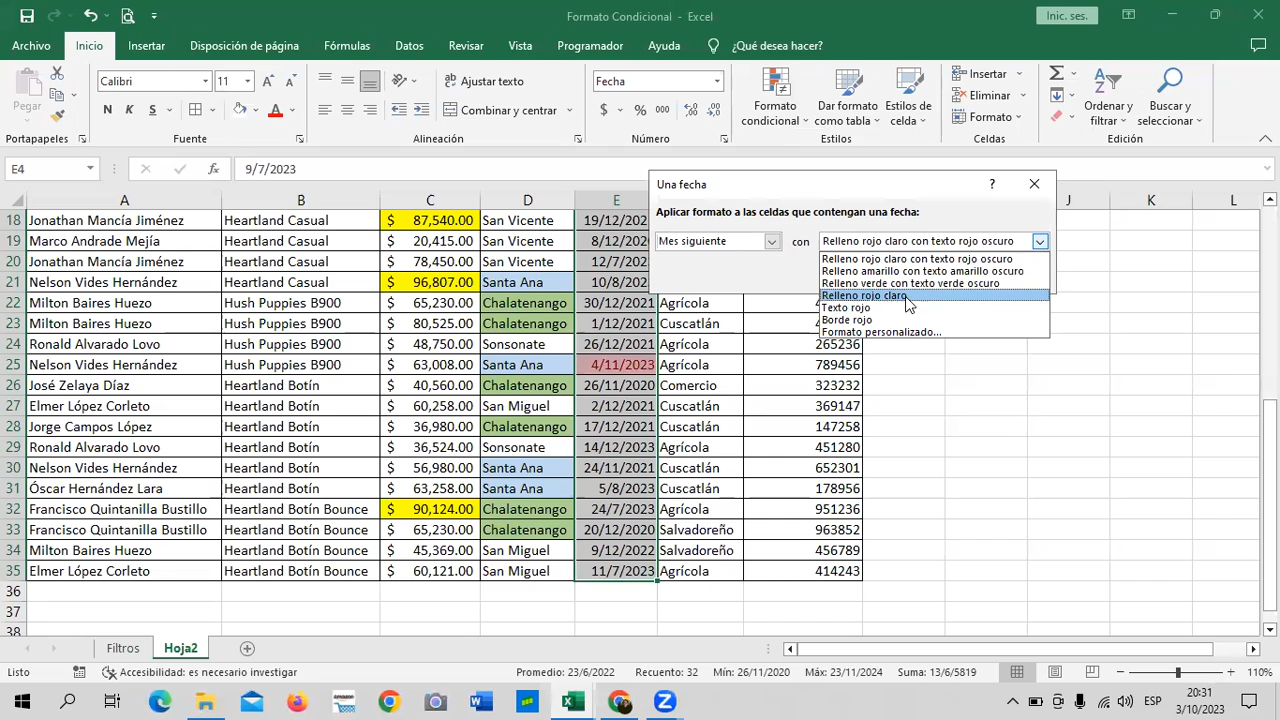 Formato Condicional - Excel
Inic. ses.
Archivo Inicio Insertar Disposición de página Fórmulas Datos Revisar Vista Programador Ayuda ¿Qué desea hacer?
Pegar
Calibri 11
N K S
Ajustar texto
Combinar y centrar
Fecha
$ % 000
Formato condicional
Dar formato como tabla
Estilos de celda
Insertar
Eliminar
Formato
Ordenar y filtrar
Buscar y seleccionar
Portapapeles Fuente Alineación Número Estilos Celdas Edición
E4 fx 9/7/2023
Una fecha ?
Aplicar formato a las celdas que contengan una fecha:
Mes siguiente con Relleno rojo claro con texto rojo oscuro
Relleno rojo claro con texto rojo oscuro
Relleno amarillo con texto amarillo oscuro
Relleno verde con texto verde oscuro
Relleno rojo claro
Texto rojo
Borde rojo
Formato personalizado...
A B C D E J K L
18 Jonathan Mancía Jiménez Heartland Casual $ 87,540.00 San Vicente 19/12/202
19 Marco Andrade Mejía Heartland Casual $ 20,415.00 San Vicente 8/12/202
20 Jonathan Mancía Jiménez Heartland Casual $ 78,450.00 San Vicente 12/7/202
21 Nelson Vides Hernández Heartland Casual $ 96,807.00 Santa Ana 10/8/202
22 Milton Baires Huezo Hush Puppies B900 $ 65,230.00 Chalatenango 30/12/2021 Agrícola
23 Milton Baires Huezo Hush Puppies B900 $ 80,525.00 Chalatenango 1/12/2021 Cuscatlán
24 Ronald Alvarado Lovo Hush Puppies B900 $ 48,750.00 Sonsonate 26/12/2021 Agrícola 265236
25 Nelson Vides Hernández Hush Puppies B900 $ 63,008.00 Santa Ana 4/11/2023 Agrícola 789456
26 José Zelaya Díaz Heartland Botín $ 40,560.00 Chalatenango 26/11/2020 Comercio 323232
27 Elmer López Corleto Heartland Botín $ 60,258.00 San Miguel 2/12/2021 Cuscatlán 369147
28 Jorge Campos López Heartland Botín $ 36,980.00 Chalatenango 17/12/2021 Cuscatlán 147258
29 Ronald Alvarado Lovo Heartland Botín $ 36,524.00 Sonsonate 14/12/2023 Agrícola 451280
30 Nelson Vides Hernández Heartland Botín $ 56,980.00 Santa Ana 24/11/2021 Cuscatlán 652301
31 Óscar Hernández Lara Heartland Botín $ 63,258.00 Santa Ana 5/8/2023 Cuscatlán 178956
32 Francisco Quintanilla Bustillo Heartland Botín Bounce $ 90,124.00 Chalatenango 24/7/2023 Agrícola 951236
33 Francisco Quintanilla Bustillo Heartland Botín Bounce $ 65,230.00 Chalatenango 20/12/2020 Salvadoreño 963852
34 Milton Baires Huezo Heartland Botín Bounce $ 45,369.00 San Miguel 9/12/2022 Salvadoreño 456789
35 Elmer López Corleto Heartland Botín Bounce $ 60,121.00 San Miguel 11/7/2023 Agrícola 414243
36
37
38
Filtros Hoja2
Listo Accesibilidad: es necesario investigar Promedio: 23/6/2022 Recuento: 32 Mín: 26/11/2020 Máx: 23/11/2024 Suma: 13/6/5819 110%
ESP 20:31
3/10/2023